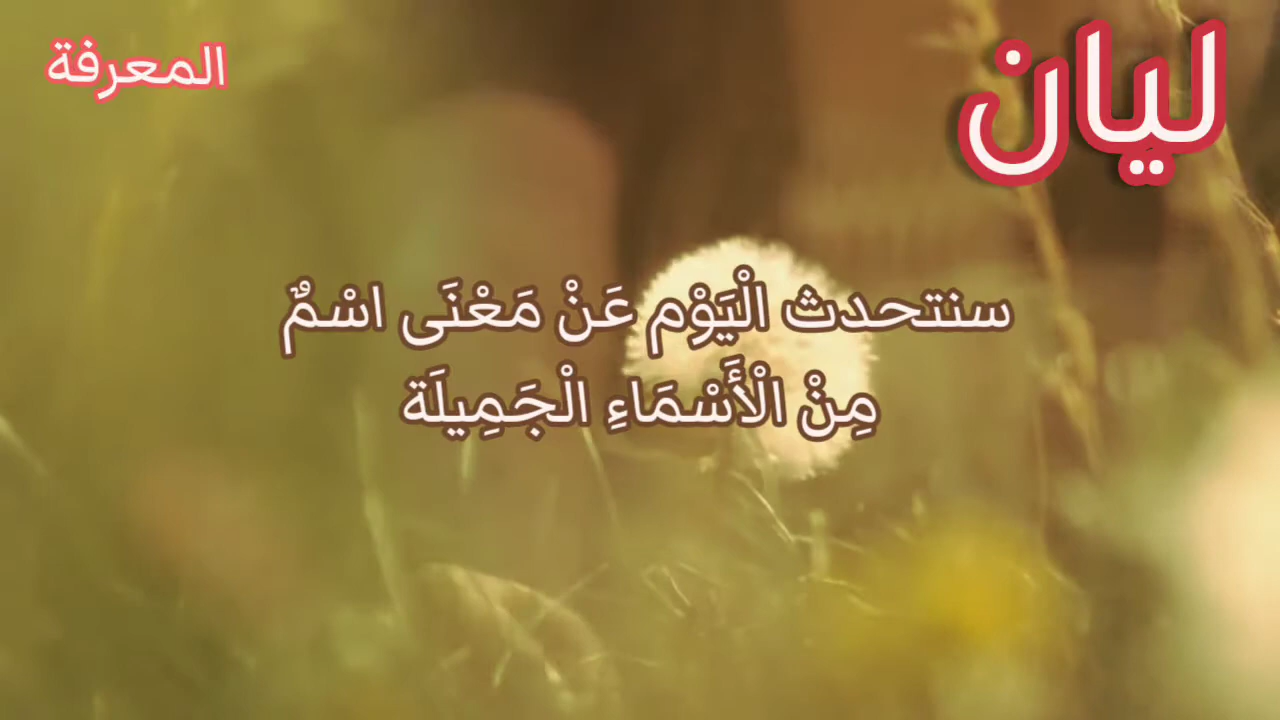 ليان
المعرفة
سنتحدث الْيَوْم عَنْ مَعْنَى اسْمٌ
مِنْ الْأَسْمَاءِ الْجَمِيلَة